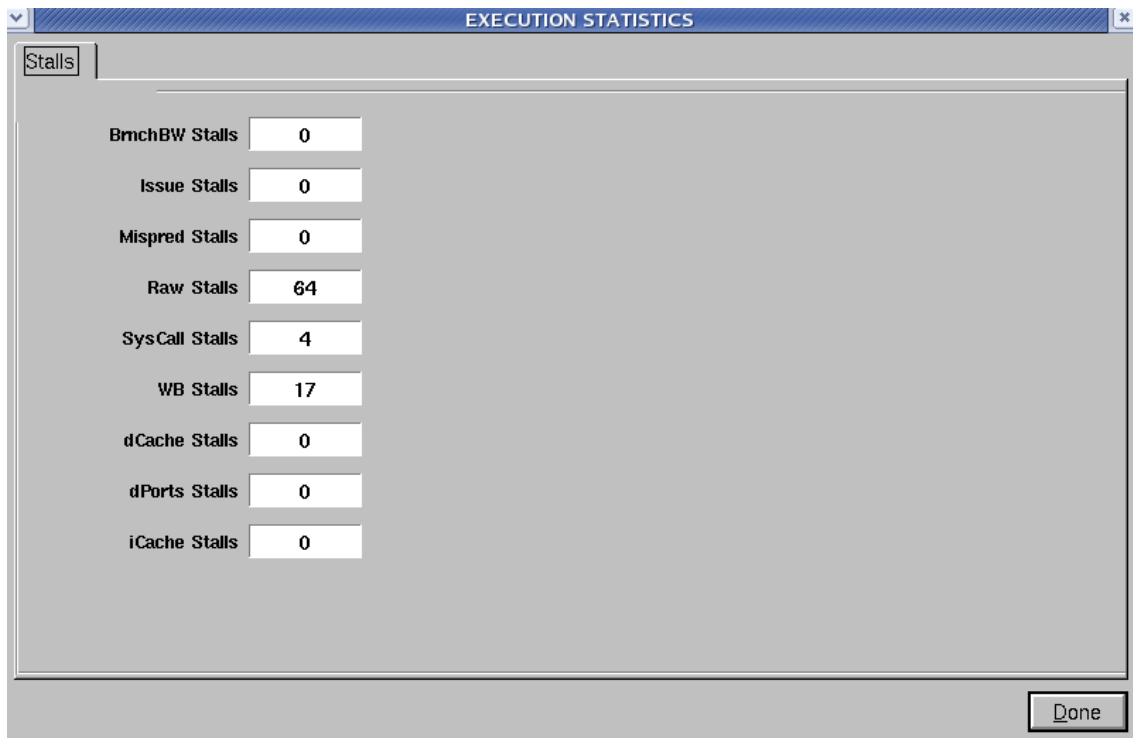 EXECUTION STATISTICS
Stalls
BrnchBW Stalls 0
Issue Stalls 0
Mispred Stalls 0
Raw Stalls 64
SysCall Stalls 4
WB Stalls 17
dCache Stalls 0
dPorts Stalls 0
iCache Stalls 0
Done